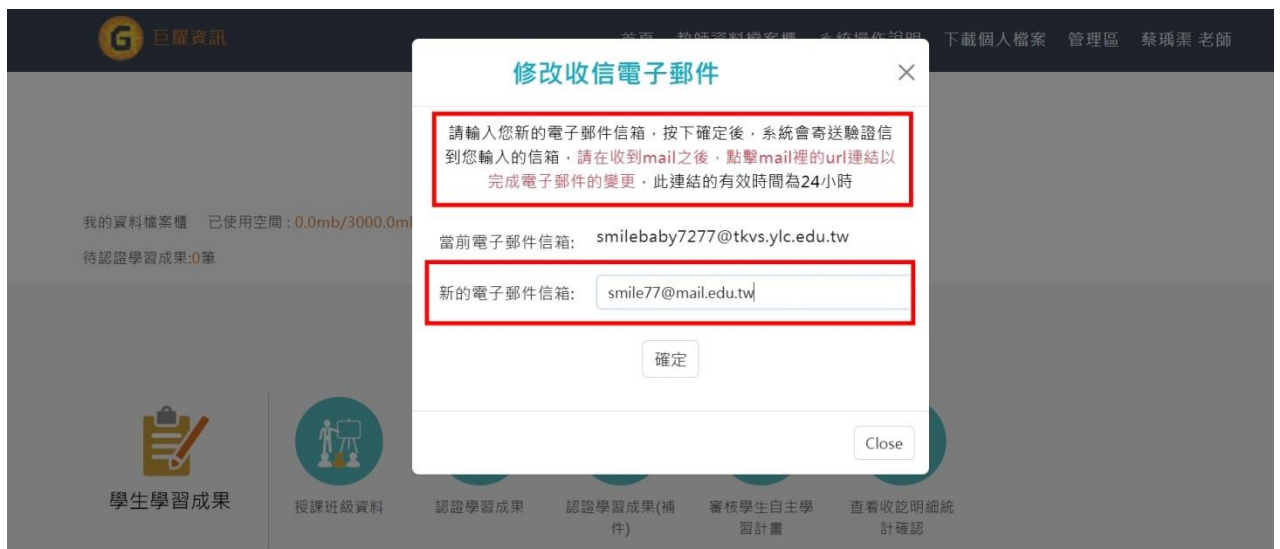 巨耀資訊
首頁 教師資料檔案櫃 系統操作說明 下載個人檔案 管理區 蔡瑀渠 老師
修改收信電子郵件
請輸入您新的電子郵件信箱，按下確定後，系統會寄送驗證信
到您輸入的信箱，請在收到mail之後，點擊mail裡的url連結以
完成電子郵件的變更，此連結的有效時間為24小時
我的資料檔案櫃 已使用空間 : 0.0mb/3000.0m
待認證學習成果:0筆
當前電子郵件信箱: smilebaby7277@tkvs.ylc.edu.tw
新的電子郵件信箱: smile77@mail.edu.tw
確定
Close
學生學習成果
授課班級資料
認證學習成果
認證學習成果(補
件)
審核學生自主學
習計畫
查看收訖明細統
計確認